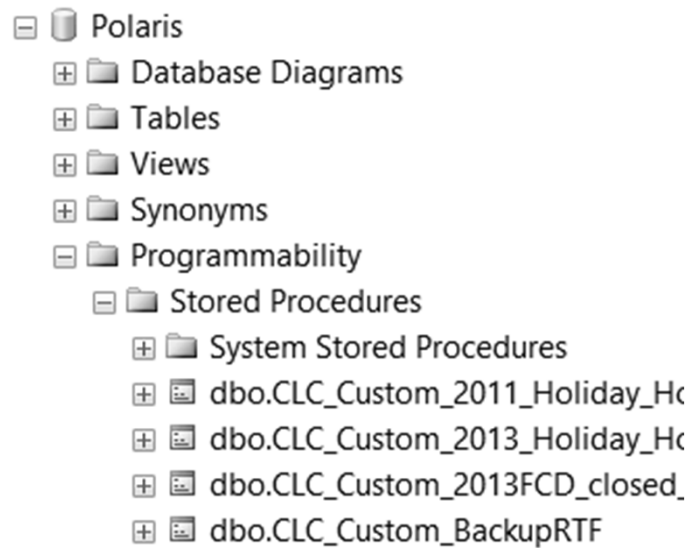 Polaris
Database Diagrams
Tables
Views
Synonyms
Programmability
Stored Procedures
System Stored Procedures
dbo.CLC_Custom_2011_Holiday_Ho
dbo.CLC_Custom_2013_Holiday_Ho
dbo.CLC_Custom_2013FCD_closed_
dbo.CLC_Custom_BackupRTF